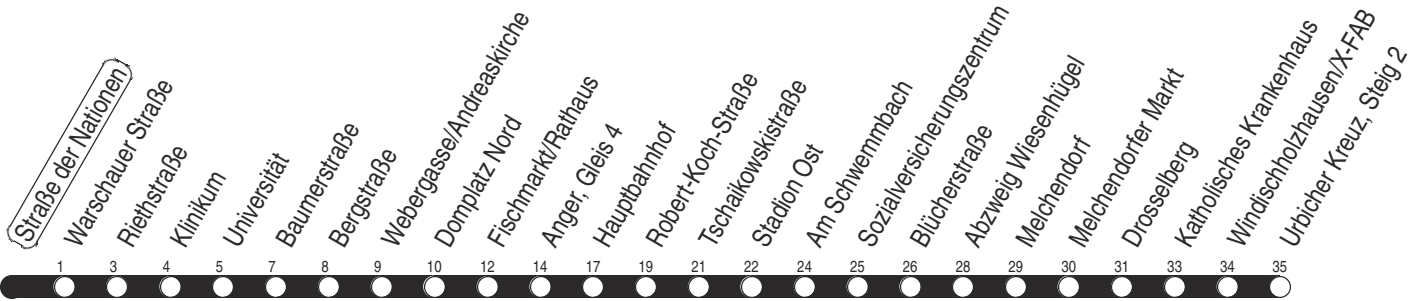 Straße der Nationen
Warschauer Straße
Riethstraße
Klinikum
Universität
Baumerstraße
Bergstraße
Webergasse/Andreaskirche
Domplatz Nord
Fischmarkt/Rathaus
Anger, Gleis 4
Hauptbahnhof
Robert-Koch-Straße
Tschaikowskistraße
Stadion Ost
Am Schwemmbach
Sozialversicherungszentrum
Blücherstraße
Abzweig Wiesenhügel
Melchendorf
Melchendorfer Markt
Drosselberg
Katholisches Krankenhaus
Windischholzhausen/X-FAB
Urbicher Kreuz, Steig 2
1 3 4 5 7 8 9 10 12 14 17 19 21 22 24 25 26 28 29 30 31 33 34 35